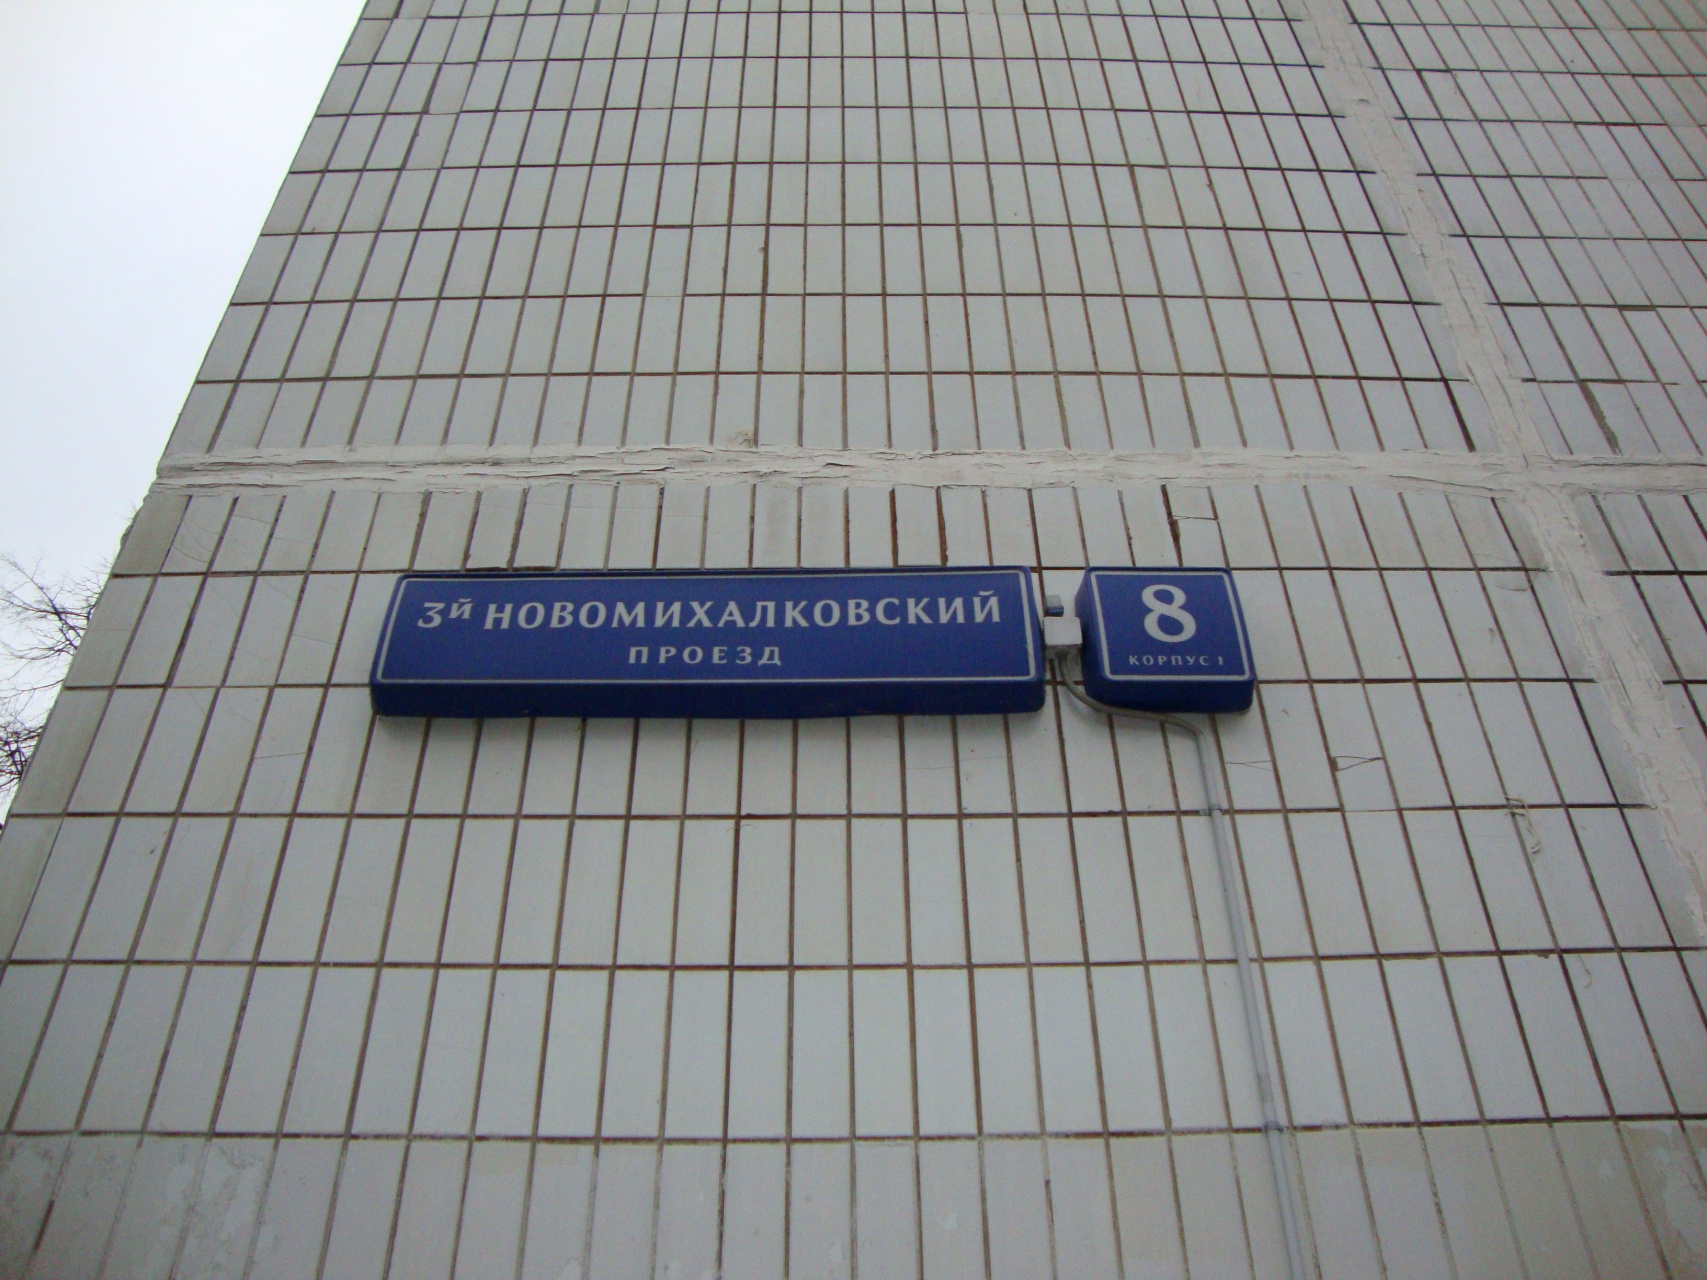 3й НОВОМИХАЛКОВСКИЙ
ПРОЕЗД
8
КОРПУС 1